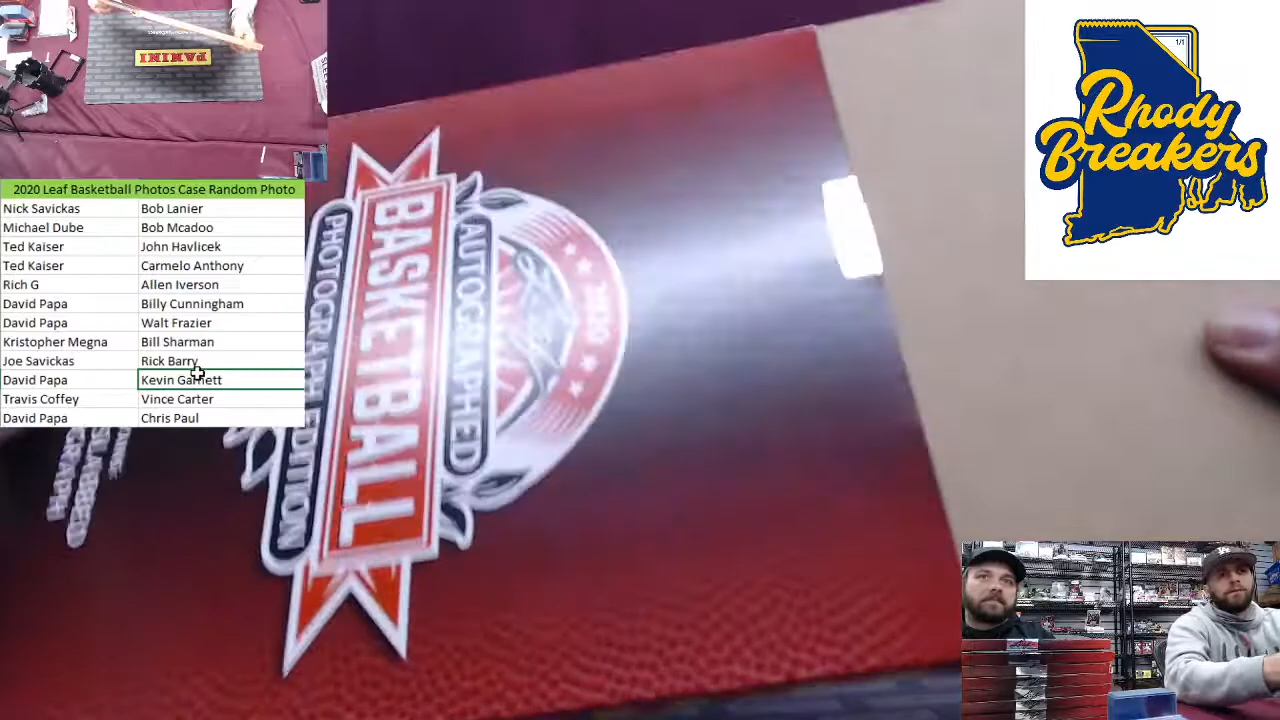 PANINI
2020 Leaf Basketball Photos Case Random Photo
Nick Savickas Bob Lanier
Michael Dube Bob Mcadoo
Ted Kaiser John Havlicek
Ted Kaiser Carmelo Anthony
Rich G Allen Iverson
David Papa Billy Cunningham
David Papa Walt Frazier
Kristopher Megna Bill Sharman
Joe Savickas Rick Barry
David Papa Kevin Garnett
Travis Coffey Vince Carter
David Papa Chris Paul
2020
AUTOGRAPHED
BASKETBALL
PHOTOGRAPH EDITION
1/1
Rhody
Breakers